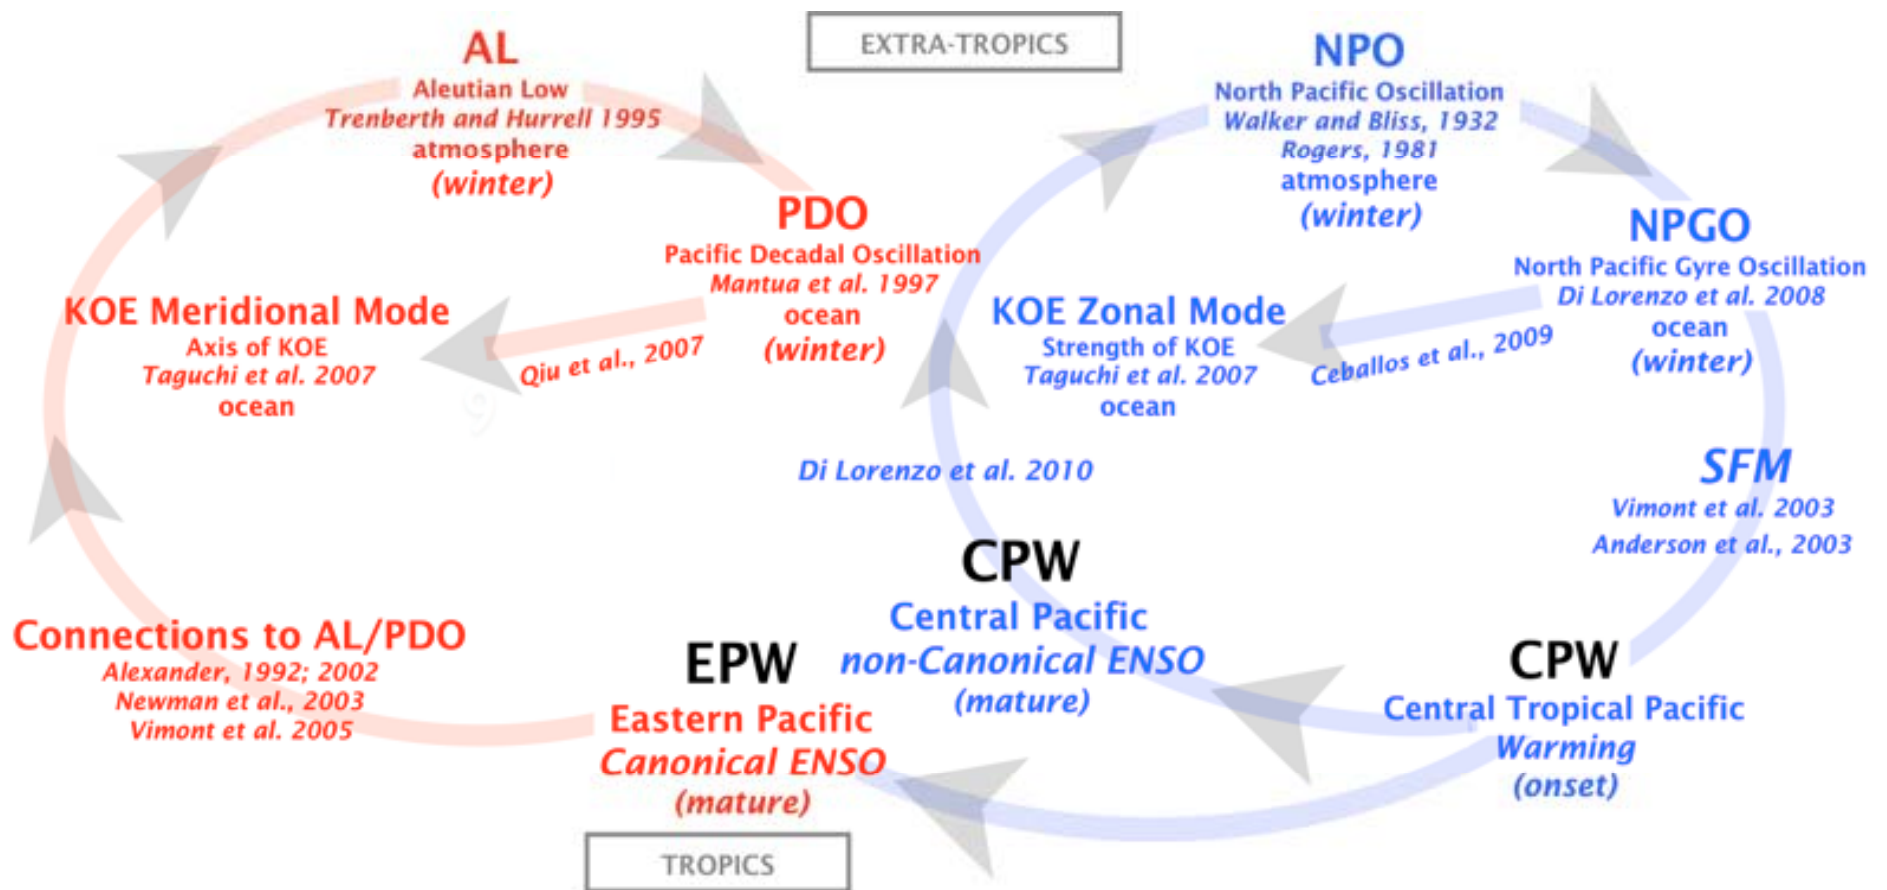 EXTRA-TROPICS
AL
Aleutian Low
Trenberth and Hurrell 1995
atmosphere
(winter)
PDO
Pacific Decadal Oscillation
Mantua et al. 1997
ocean
(winter)
KOE Meridional Mode
Axis of KOE
Taguchi et al. 2007
ocean
Qiu et al., 2007
NPO
North Pacific Oscillation
Walker and Bliss, 1932
Rogers, 1981
atmosphere
(winter)
NPGO
North Pacific Gyre Oscillation
Di Lorenzo et al. 2008
ocean
(winter)
KOE Zonal Mode
Strength of KOE
Taguchi et al. 2007
ocean
Ceballos et al., 2009
Di Lorenzo et al. 2010
SFM
Vimont et al. 2003
Anderson et al., 2003
CPW
Central Pacific
non-Canonical ENSO
(mature)
CPW
Central Tropical Pacific
Warming
(onset)
EPW
Eastern Pacific
Canonical ENSO
(mature)
Connections to AL/PDO
Alexander, 1992; 2002
Newman et al., 2003
Vimont et al. 2005
TROPICS